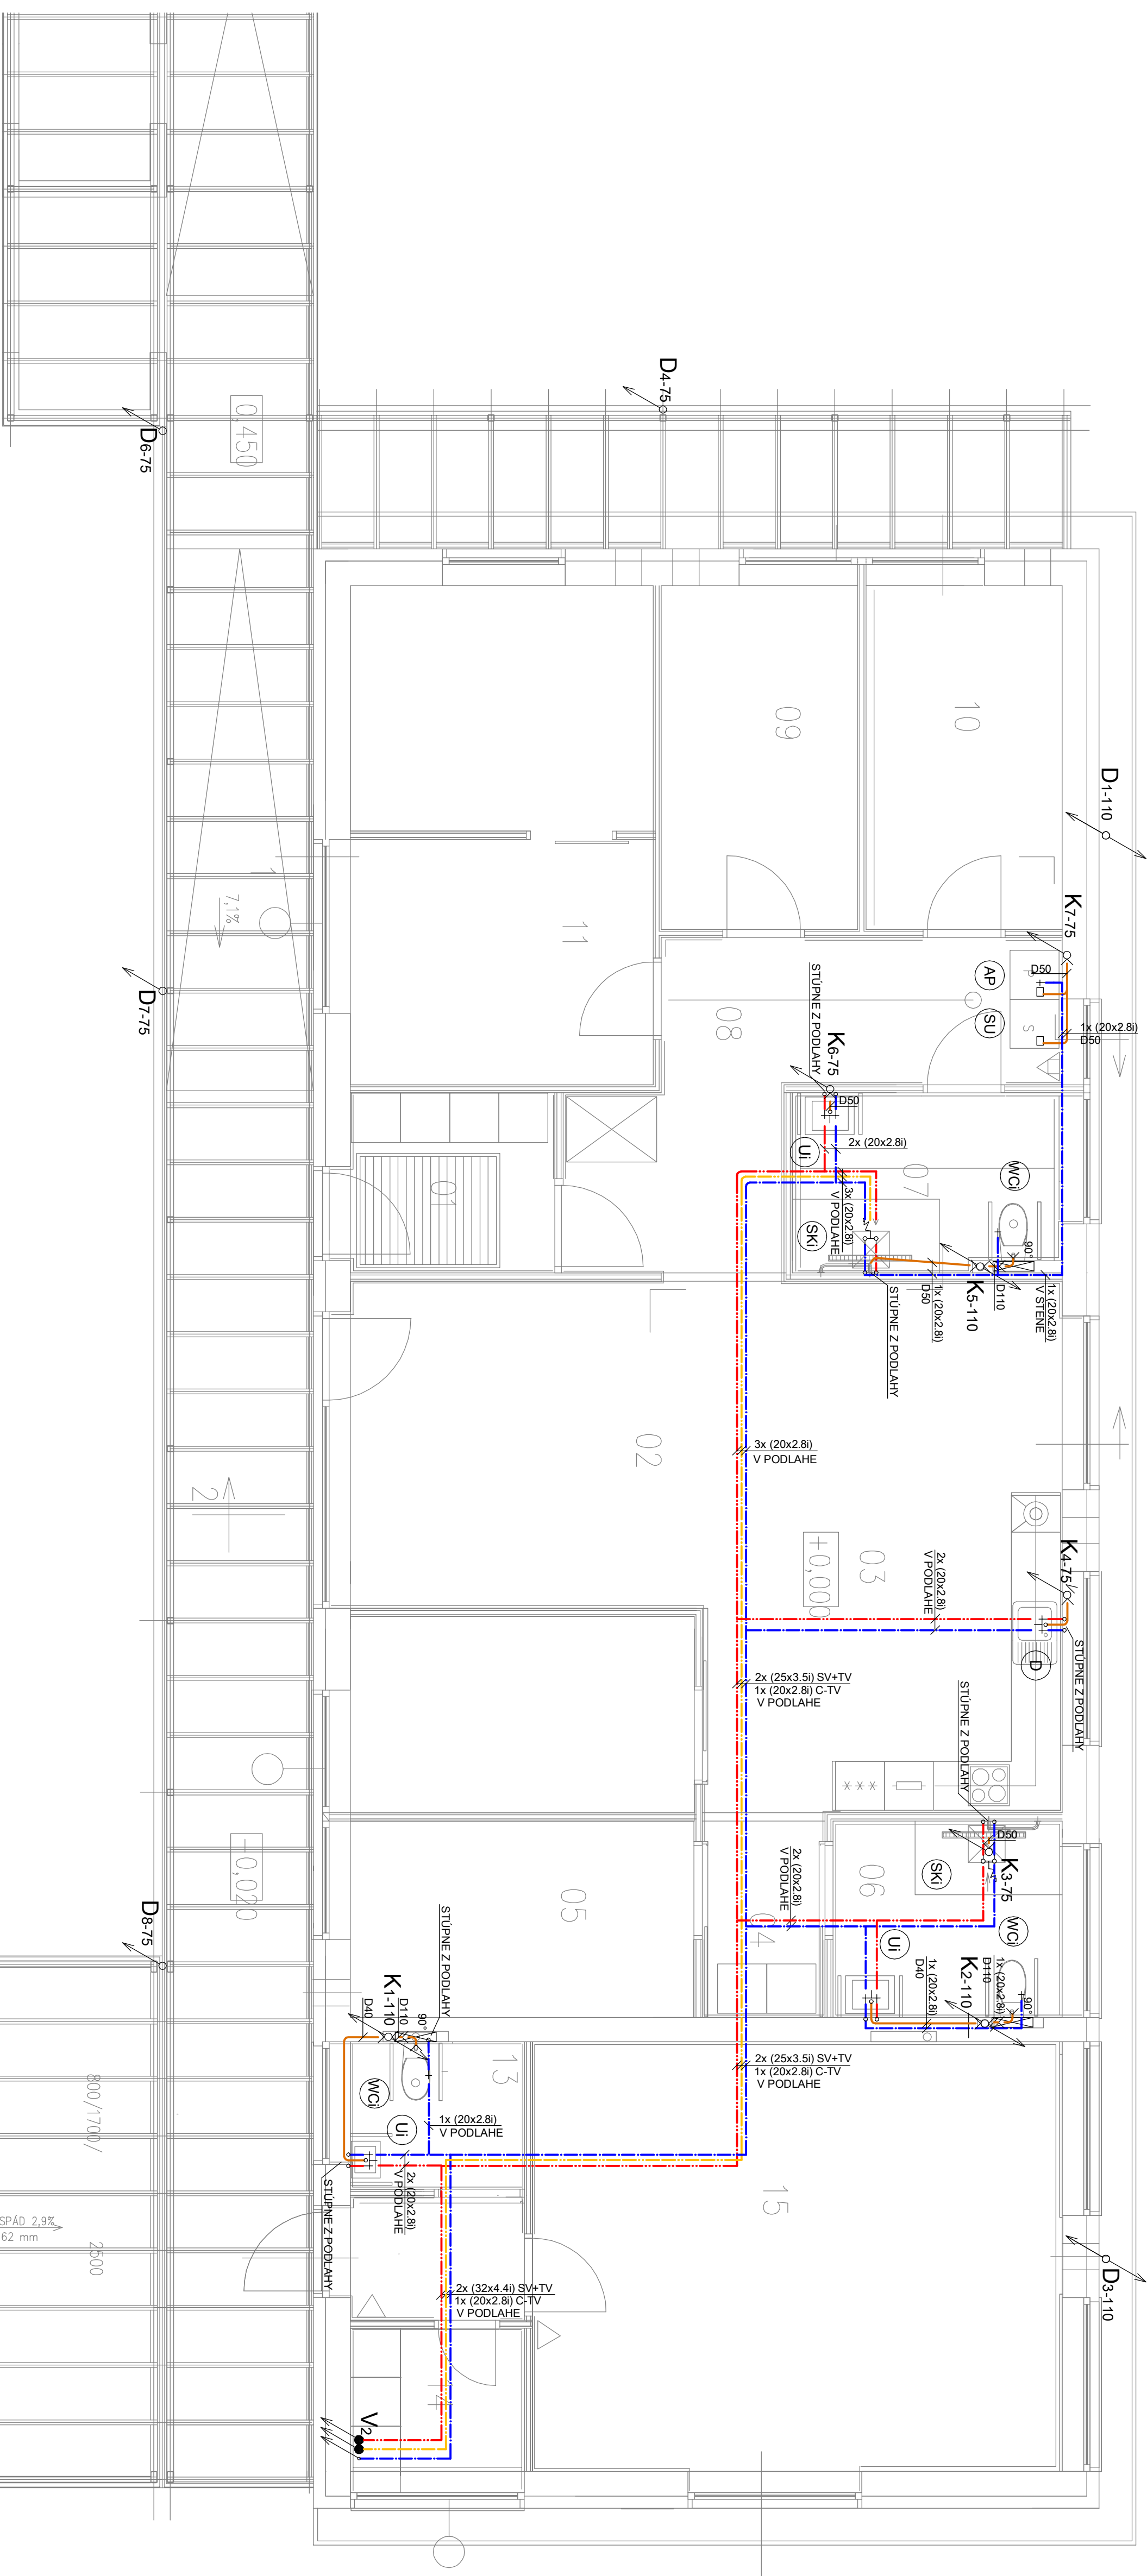 0,450
D4-75
D6-75
10
09
D1-110
11
1
7,1%
D7-75
K7-75
D50
AP
SU
S
1x (20x2.8i)
D50
08
STÚPNE Z PODLAHY
K6-75
D50
2x (20x2.8i)
Ui
07
WCi
3x (20x2.8i)
V PODLAHE
SKi
90°
D110
K5-110
1x (20x2.8i)
V STENE
1x (20x2.8i)
D50
STÚPNE Z PODLAHY
01
02
3x (20x2.8i)
V PODLAHE
2
03
+0,000
K4-75
2x (20x2.8i)
V PODLAHE
D
STÚPNE Z PODLAHY
2x (25x3.5i) SV+TV
1x (20x2.8i) C-TV
V PODLAHE
STÚPNE Z PODLAHY
***
-0,020
D50
K3-75
SKi
06
2x (20x2.8i)
V PODLAHE
05
04
WCi
Ui
K2-110
1x (20x2.8i)
D110
90°
1x (20x2.8i)
D40
D8-75
STÚPNE Z PODLAHY
K1-110
D110
90°
D40
2x (25x3.5i) SV+TV
1x (20x2.8i) C-TV
V PODLAHE
13
WCi
Ui
1x (20x2.8i)
V PODLAHE
2x (20x2.8i)
V PODLAHE
STÚPNE Z PODLAHY
800/1700/
15
SPÁD 2,9%
62 mm
2500
D3-110
2x (32x4.4i) SV+TV
1x (20x2.8i) C-TV
V PODLAHE
V2